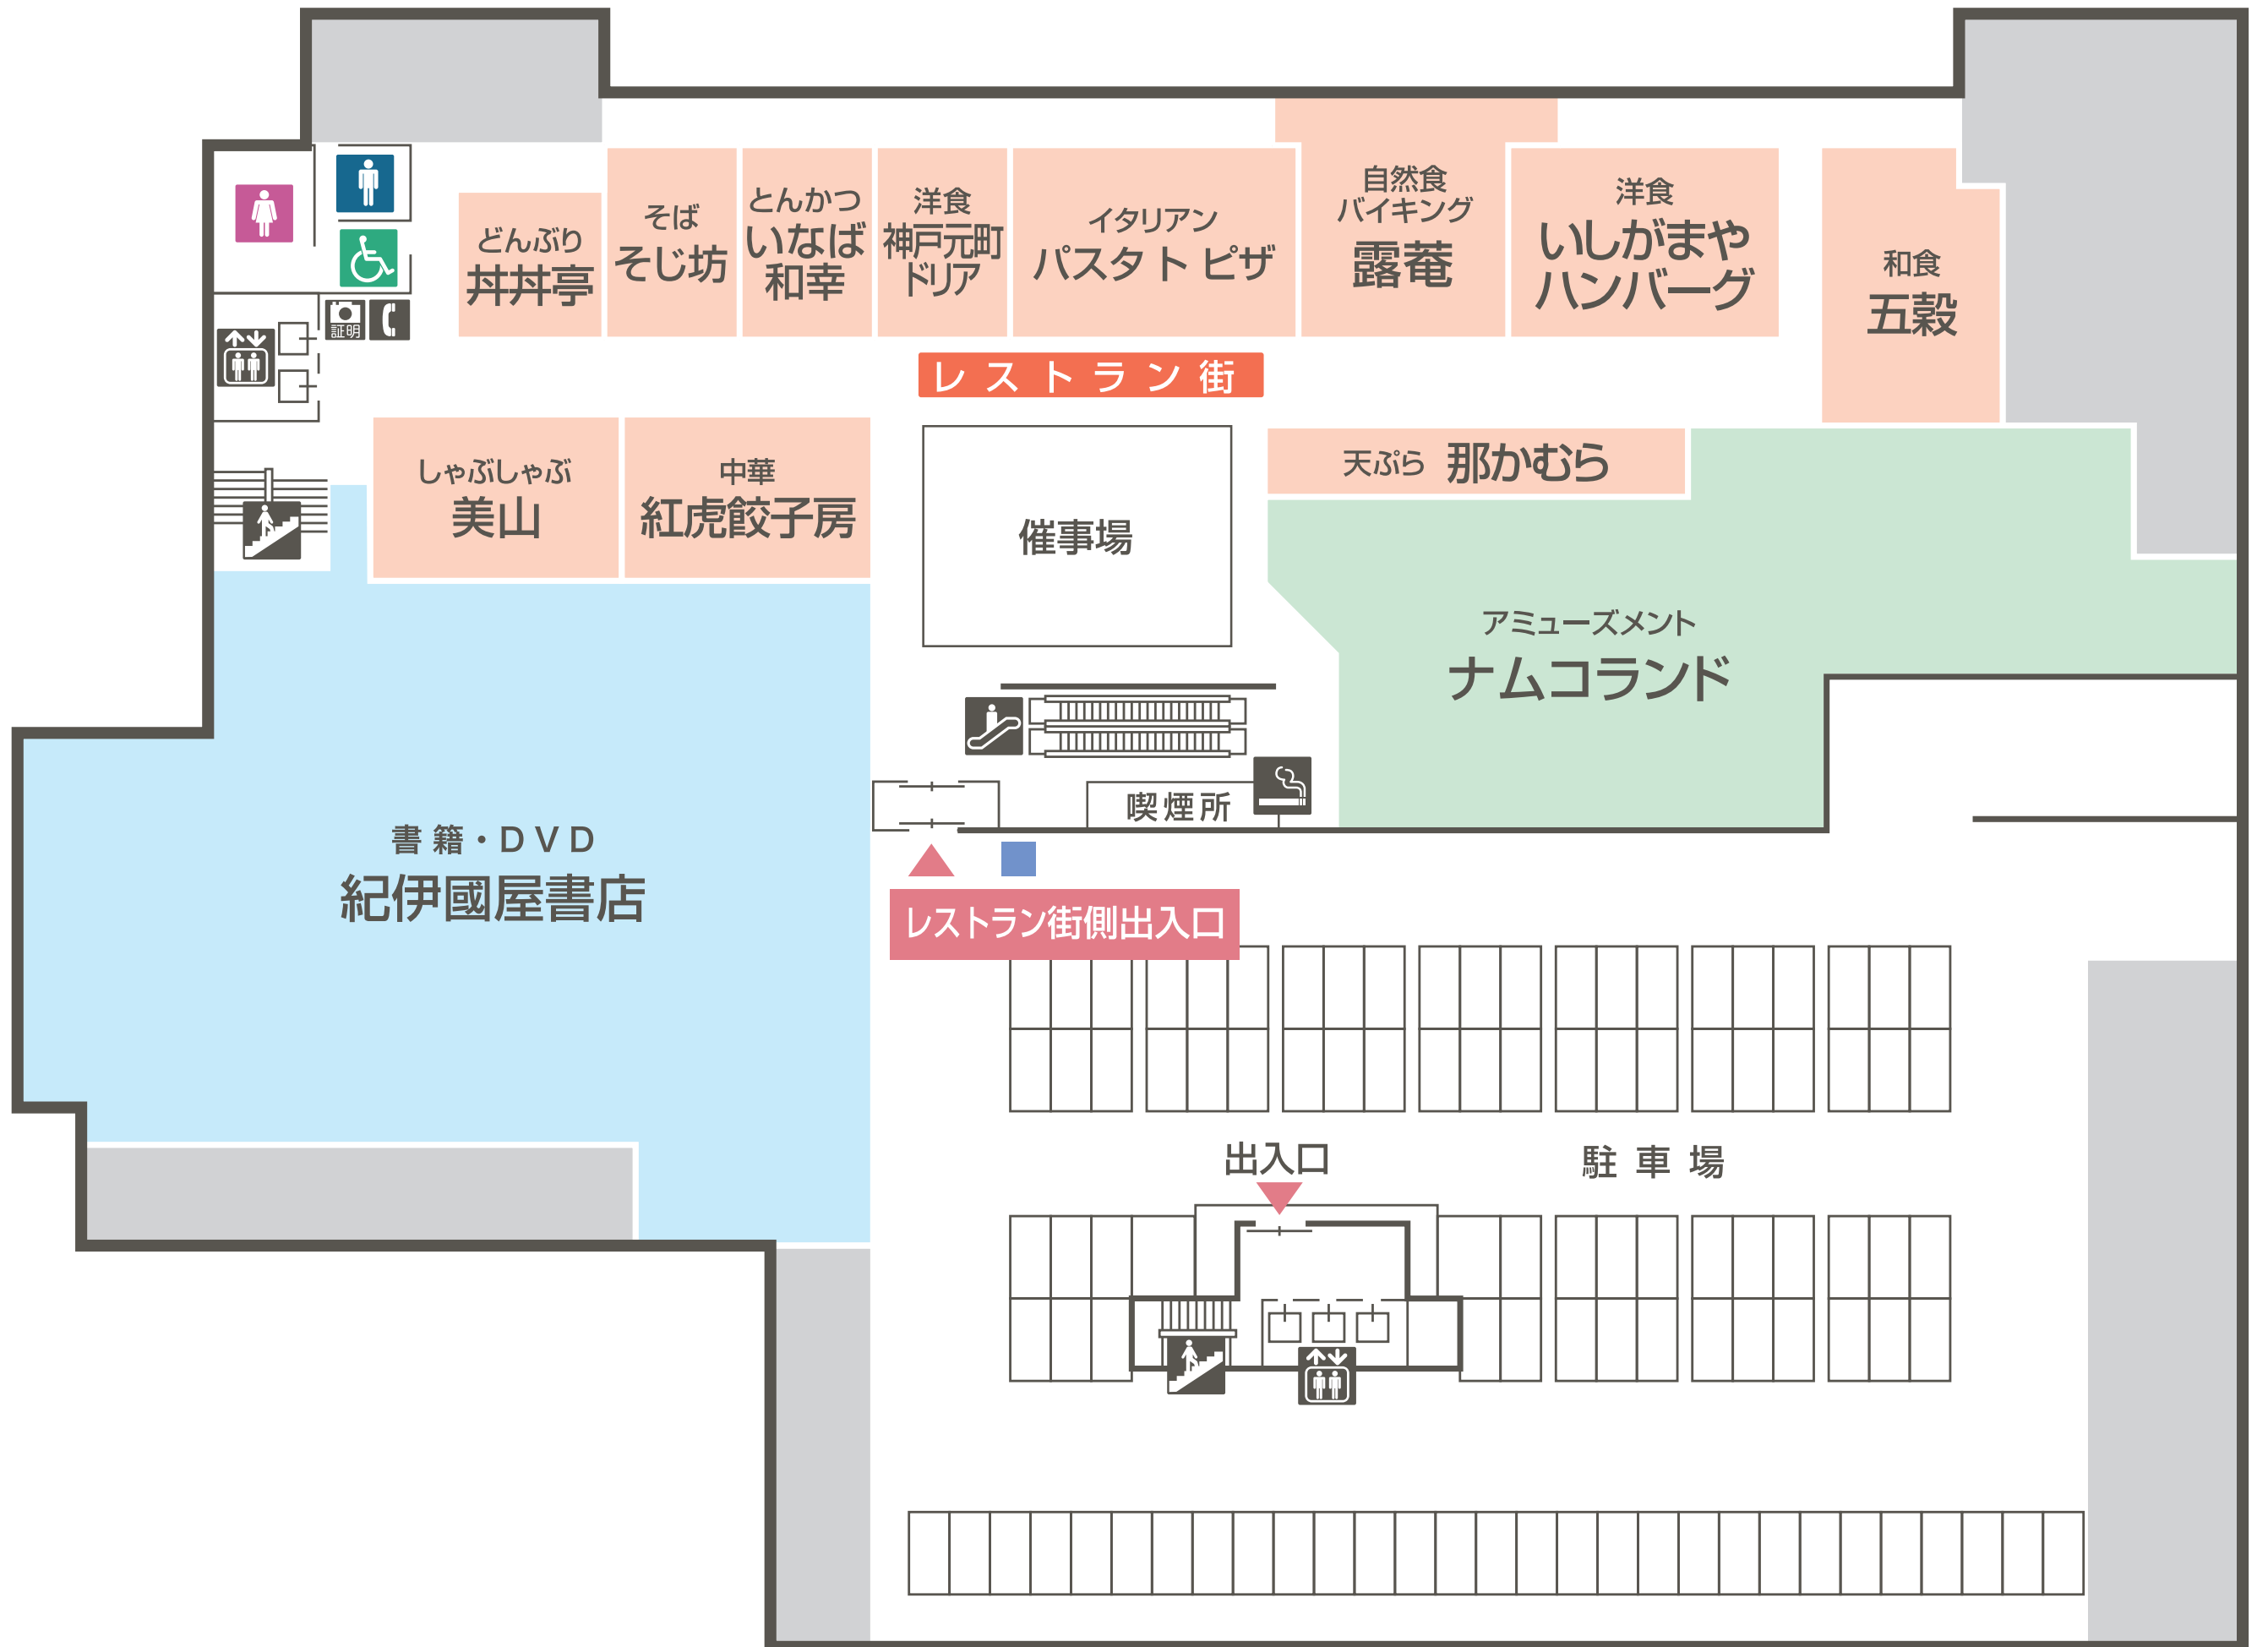 どんぶり
丼丼亭
そば
そじ坊
とんかつ
いなば
和幸
洋食
神戸町
ドリア
イタリアン
パスタトピザ
自然食
バイキング
露菴
洋食
いしがまや
ハンバーグ
和食
五穀
証明
レストラン街
しゃぶしゃぶ
美山
中華
紅虎餃子房
催事場
天ぷら 那かむら
アミューズメント
ナムコランド
喫煙所
書籍・DVD
紀伊國屋書店
レストラン街側出入口
出入口
駐車場